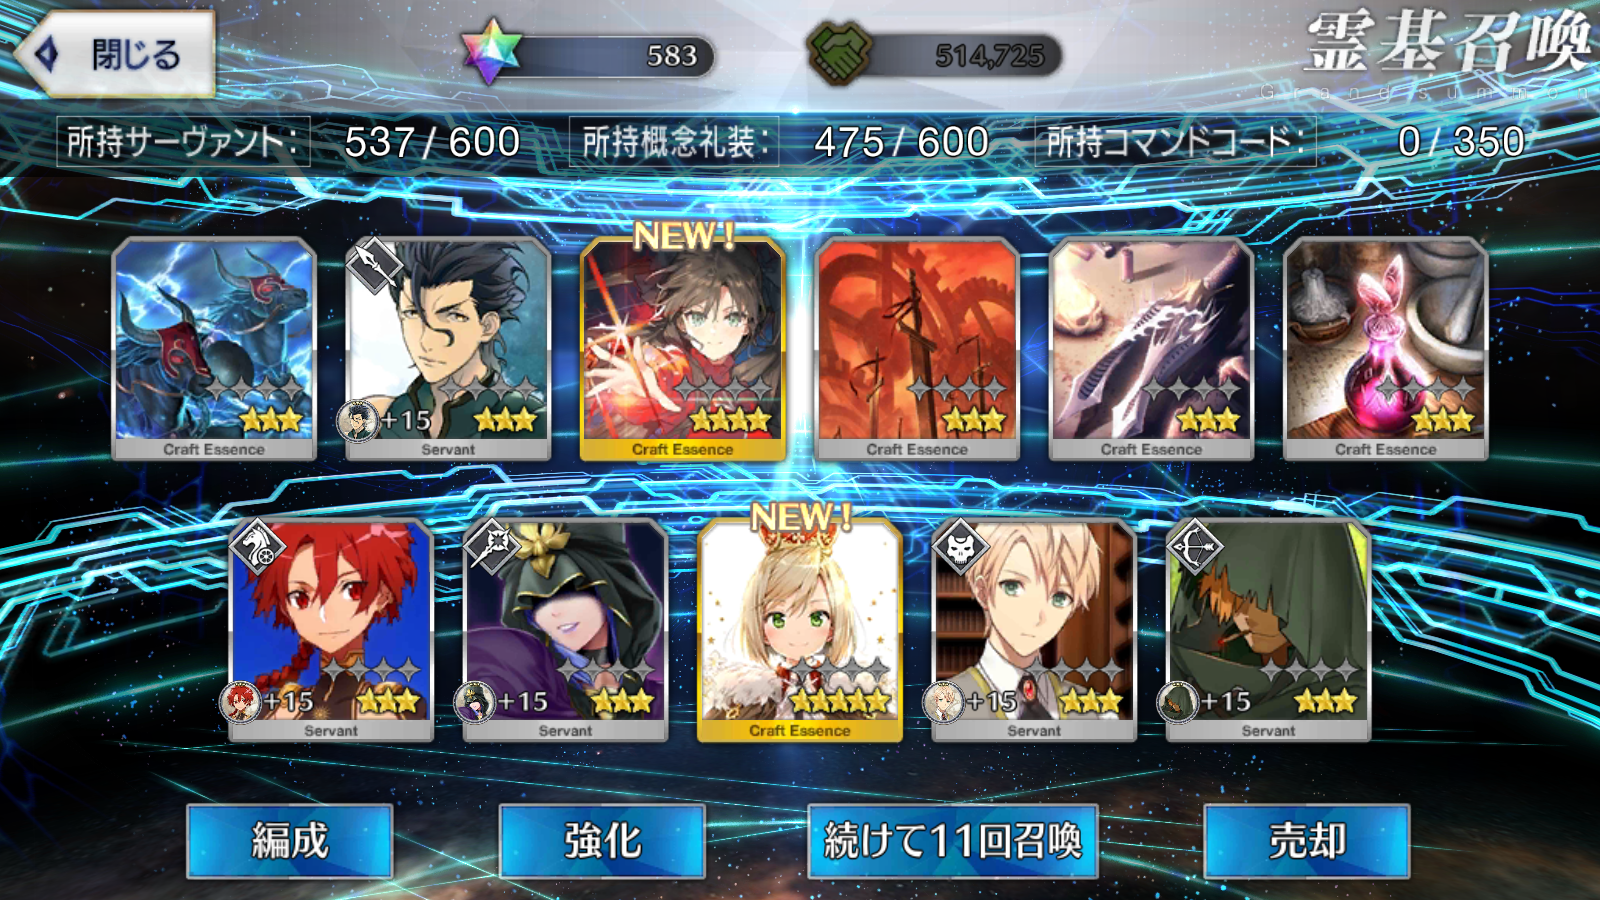 閉じる
583
514,725
霊基召喚
Grand summon
所持サーヴァント: 537 / 600
所持概念礼装: 475 / 600
所持コマンドコード: 0 / 350
NEW!
+15
Craft Essence
Servant
Craft Essence
Craft Essence
Craft Essence
Craft Essence
NEW!
+15
+15
+15
+15
Servant
Servant
Craft Essence
Servant
Servant
編成
強化
続けて11回召喚
売却